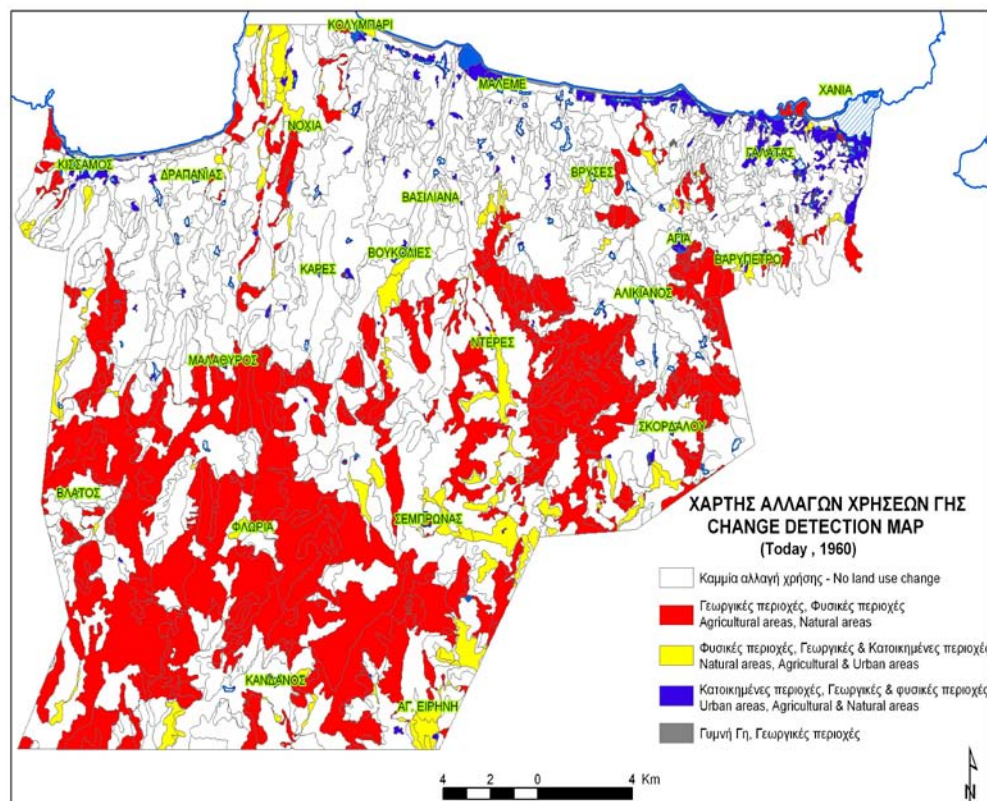 ΚΟΛΥΜΠΑΡΙ
ΜΑΛΕΜΕ
ΧΑΝΙΑ
ΝΟΧΙΑ
ΓΑΛΑΤΑΣ
ΚΙΣΣΑΜΟΣ
ΔΡΑΠΑΝΙΑΣ
ΒΡΥΣΕΣ
ΒΑΣΙΛΙΑΝΑ
ΑΓΙΑ
ΒΟΥΚΟΛΙΕΣ
ΒΑΡΥΠΕΤΡΟ
ΚΑΡΕΣ
ΑΛΙΚΙΑΝΟΣ
ΝΤΕΡΕΣ
ΜΑΛΑΘΥΡΟΣ
ΣΚΟΡΔΑΛΟΥ
ΒΛΑΤΟΣ
ΣΕΜΠΡΩΝΑΣ
ΦΛΩΡΙΑ
ΚΑΝΔΑΝΟΣ
ΑΓ. ΕΙΡΗΝΗ
ΧΑΡΤΗΣ ΑΛΛΑΓΩΝ ΧΡΗΣΕΩΝ ΓΗΣ
CHANGE DETECTION MAP
(Today , 1960)
Καμμία αλλαγή χρήσης - No land use change
Γεωργικές περιοχές, Φυσικές περιοχές
Agricultural areas, Natural areas
Φυσικές περιοχές, Γεωργικές & Κατοικημένες περιοχές
Natural areas, Agricultural & Urban areas
Κατοικημένες περιοχές, Γεωργικές & φυσικές περιοχές
Urban areas, Agricultural & Natural areas
Γυμνή Γη, Γεωργικές περιοχές
4 2 0 4 Km
N